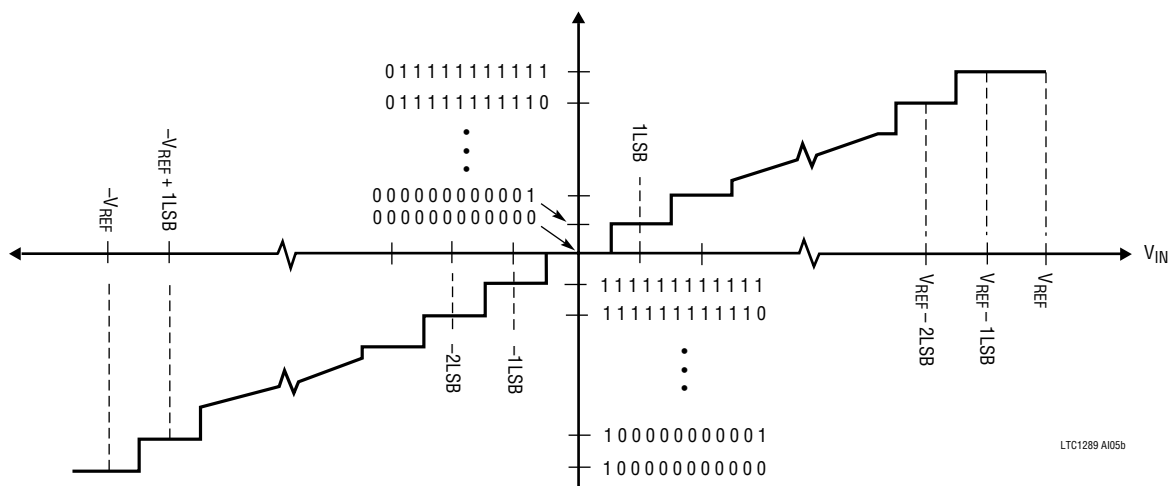 011111111111
011111111110
000000000001
000000000000
–VREF
–VREF + 1LSB
1LSB
VIN
111111111111
111111111110
–2LSB
–1LSB
VREF – 2LSB
VREF – 1LSB
VREF
100000000001
100000000000
LTC1289 AI05b